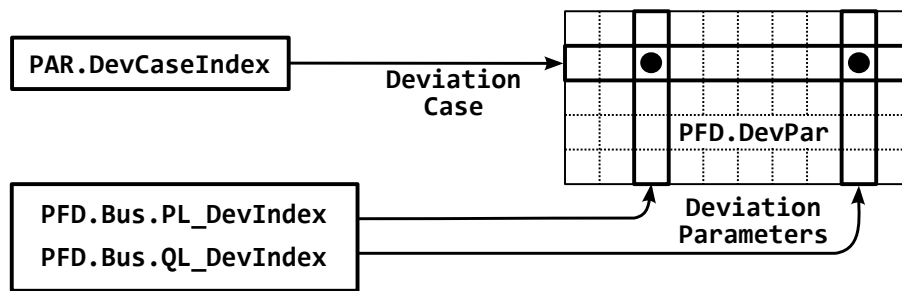 PAR.DevCaseIndex
Deviation
Case
PFD.DevPar
PFD.Bus.PL_DevIndex
PFD.Bus.QL_DevIndex
Deviation
Parameters